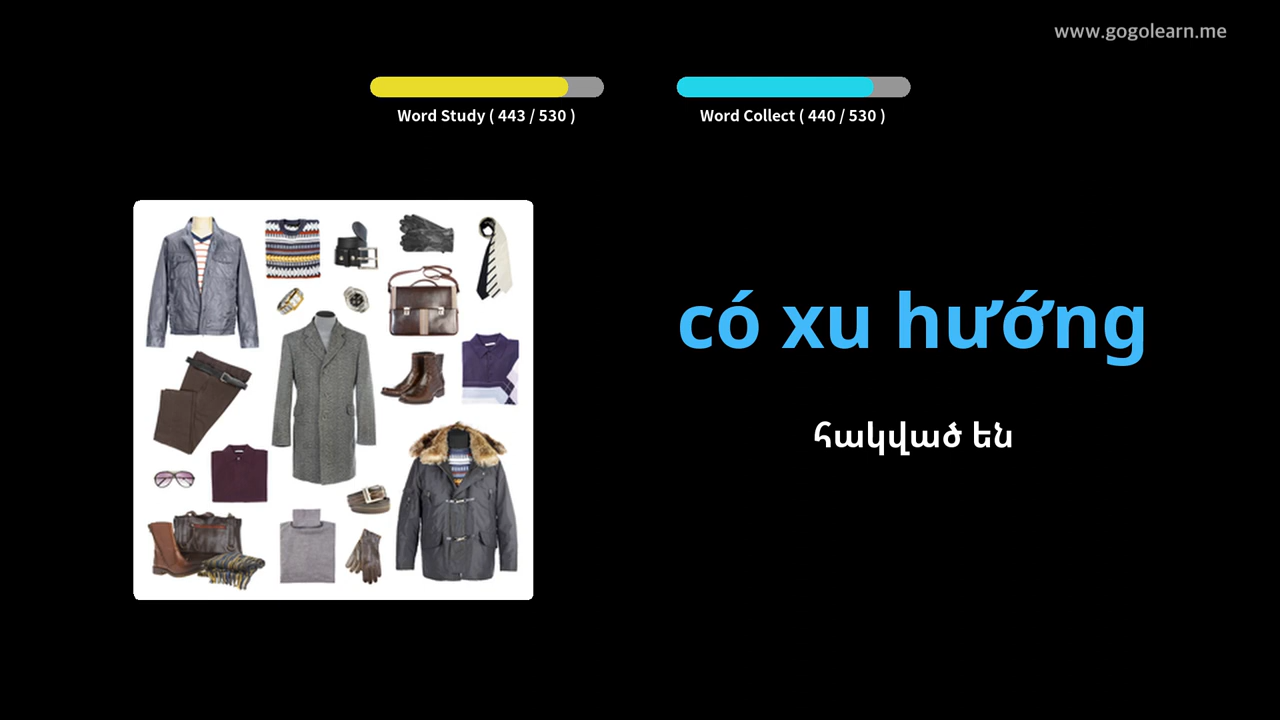 www.gogolearn.me
Word Study ( 443 / 530 )
Word Collect ( 440 / 530 )
có xu hướng
հակված են